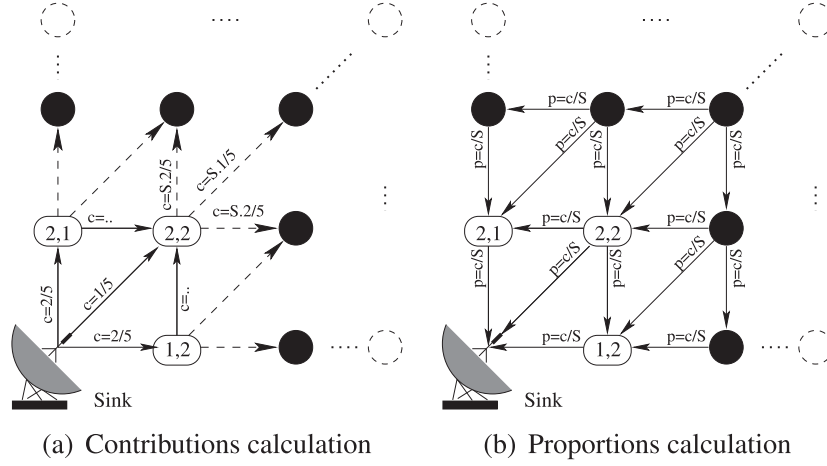 p=c/S p=c/S
p=c/S p=c/S
p=c/S p=c/S p=c/S
c=S.2/5 c=S.1/5
c=.. c=S.2/5 p=c/S p=c/S
2,1 2,2 2,1 2,2
p=c/S p=c/S p=c/S p=c/S
c=2/5 c=1/5 c=.. p=c/S
c=2/5 p=c/S p=c/S
1,2 1,2
Sink Sink
(a) Contributions calculation (b) Proportions calculation